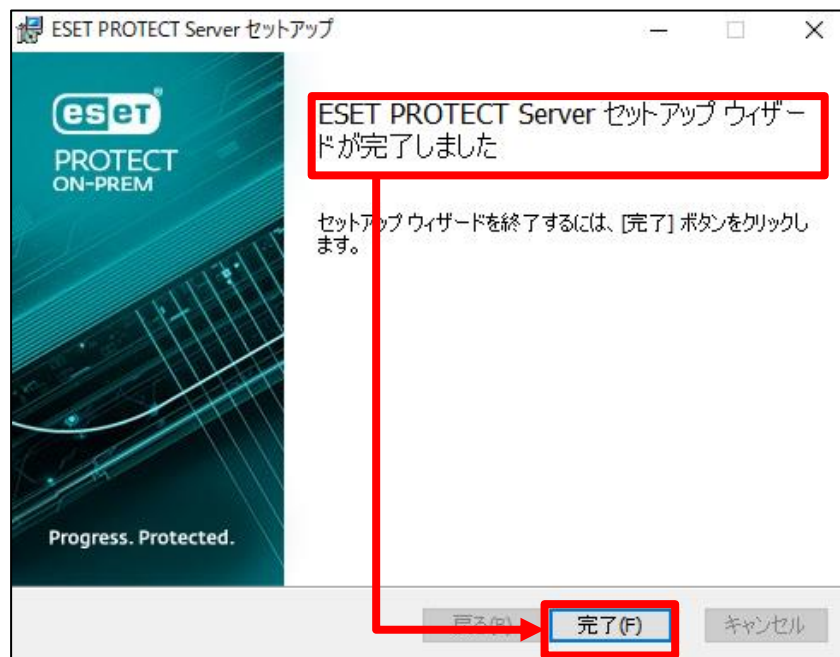 ESET PROTECT Server セットアップ
eset
PROTECT
ON-PREM
ESET PROTECT Server セットアップ ウィザー
ドが完了しました
セットアップ ウィザードを終了するには、[完了] ボタンをクリックし
ます。
Progress. Protected.
戻る(B)
完了(F)
キャンセル